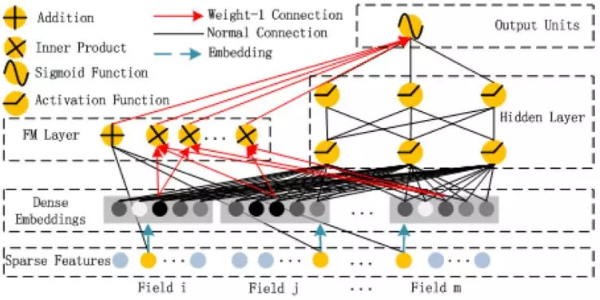 Addition
Inner Product
Sigmoid Function
Activation Function
Weight-1 Connection
Normal Connection
Embedding
Output Units
FM Layer
...
Hidden Layer
Dense
Embeddings
...
Sparse Features
... ... ... ...
Field i Field j ... Field m